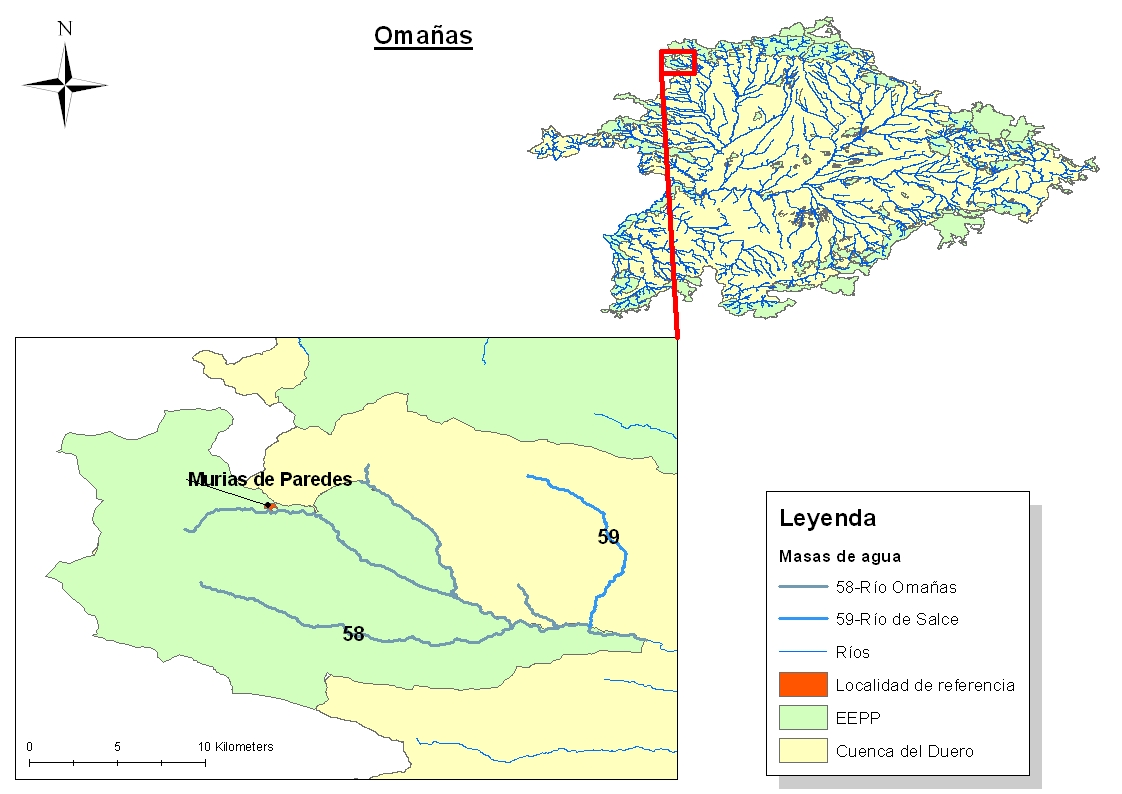 N
Omañas
Murias de Paredes
59
58
0 5 10 Kilometers
Leyenda
Masas de agua
58-Río Omañas
59-Río de Salce
Ríos
Localidad de referencia
EEPP
Cuenca del Duero